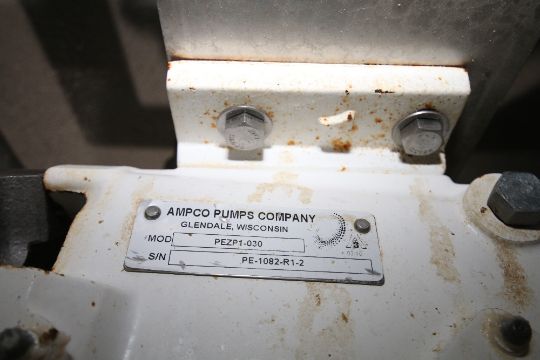 AMPCO PUMPS COMPANY
GLENDALE, WISCONSIN
MOD PEZP1-030
S/N PE-1082-R1-2